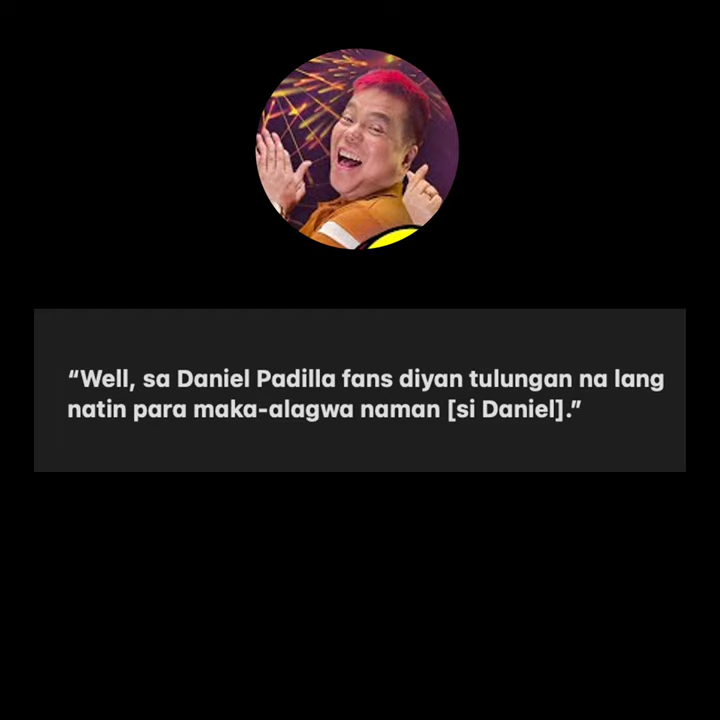 “Well, sa Daniel Padilla fans diyan tulungan na lang
natin para maka-alagwa naman [si Daniel].”